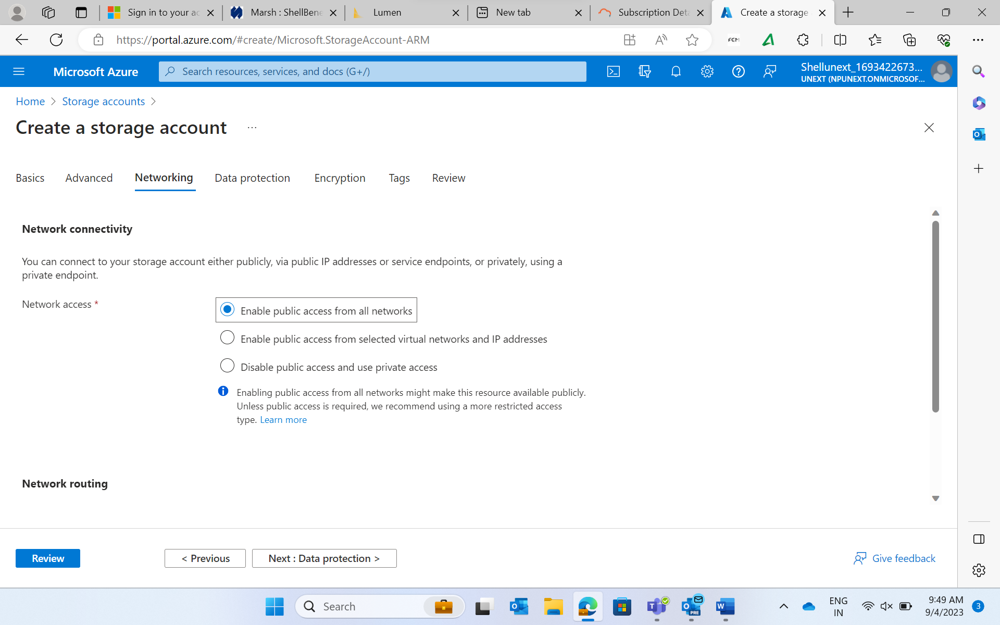 Sign in to your ac
Marsh : ShellBene
Lumen
New tab
Subscription Deta
Create a storage
https://portal.azure.com/#create/Microsoft.StorageAccount-ARM
FCM
Microsoft Azure
Search resources, services, and docs (G+/)
Shellunext_1693422673...
UNEXT (NPUNEXT.ONMICROSOF...
Home > Storage accounts >
Create a storage account ...
Basics
Advanced
Networking
Data protection
Encryption
Tags
Review
Network connectivity
You can connect to your storage account either publicly, via public IP addresses or service endpoints, or privately, using a
private endpoint.
Network access *
Enable public access from all networks
Enable public access from selected virtual networks and IP addresses
Disable public access and use private access
Enabling public access from all networks might make this resource available publicly.
Unless public access is required, we recommend using a more restricted access
type. Learn more
Network routing
Review
< Previous
Next : Data protection >
Give feedback
Search
PRE
ENG
IN
9:49 AM
9/4/2023
3